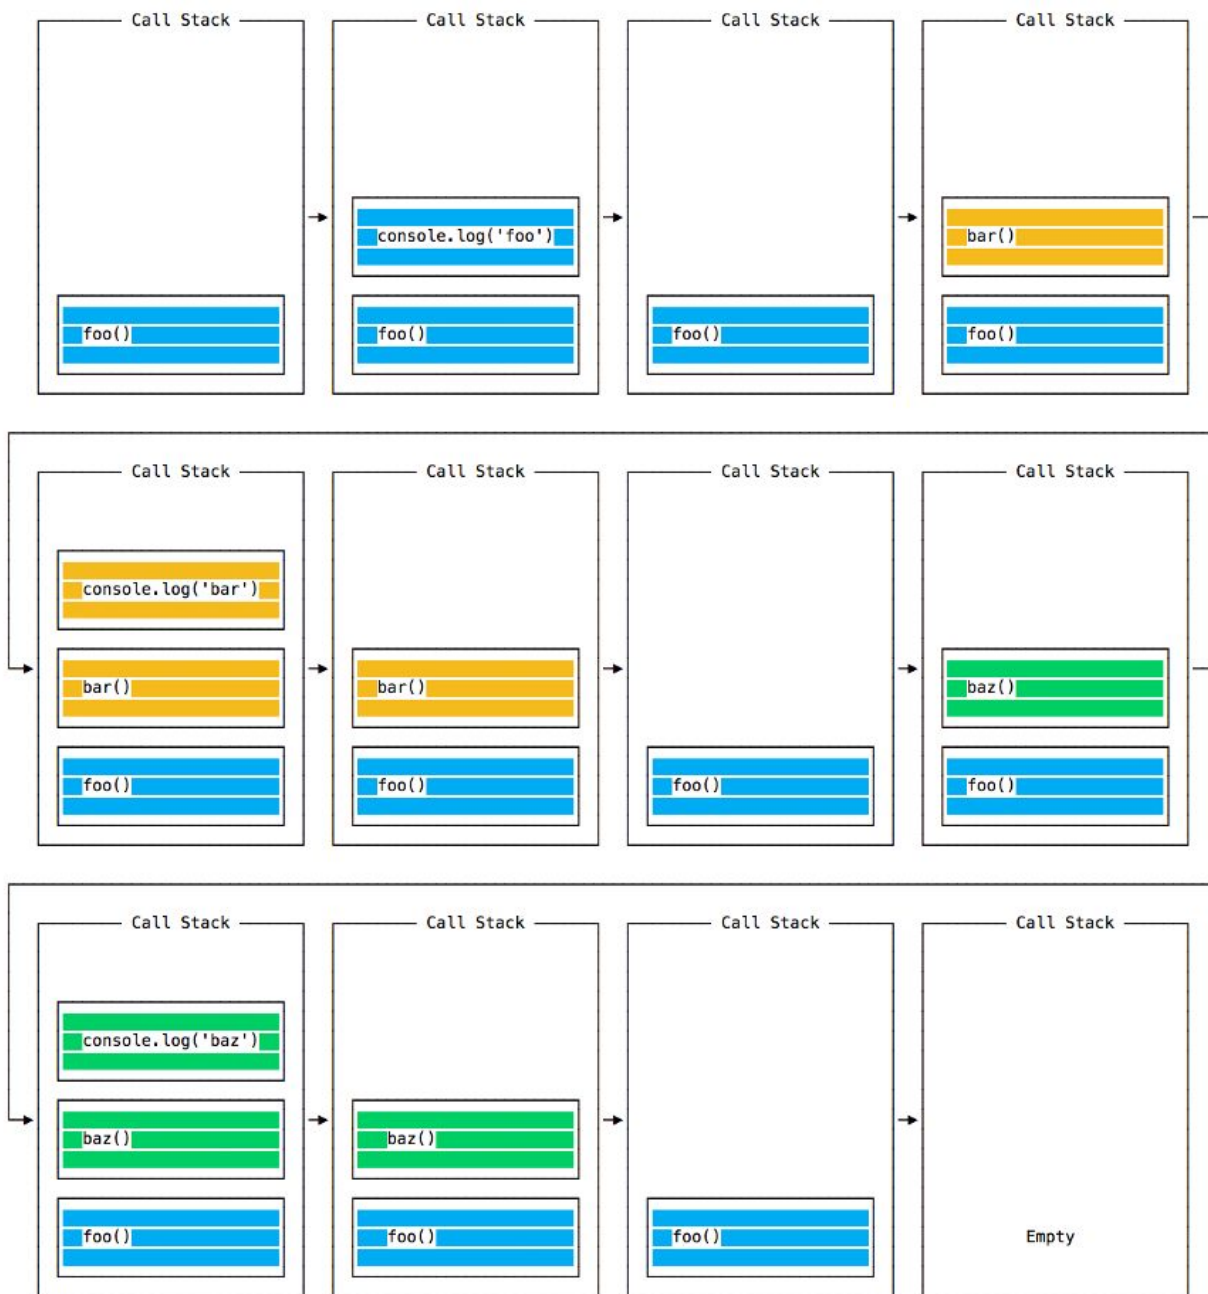 Call Stack
Call Stack
Call Stack
Call Stack
console.log('foo')
bar()
foo()
foo()
foo()
foo()
Call Stack
Call Stack
Call Stack
Call Stack
console.log('bar')
bar()
bar()
baz()
foo()
foo()
foo()
foo()
Call Stack
Call Stack
Call Stack
Call Stack
console.log('baz')
baz()
baz()
foo()
foo()
foo()
Empty